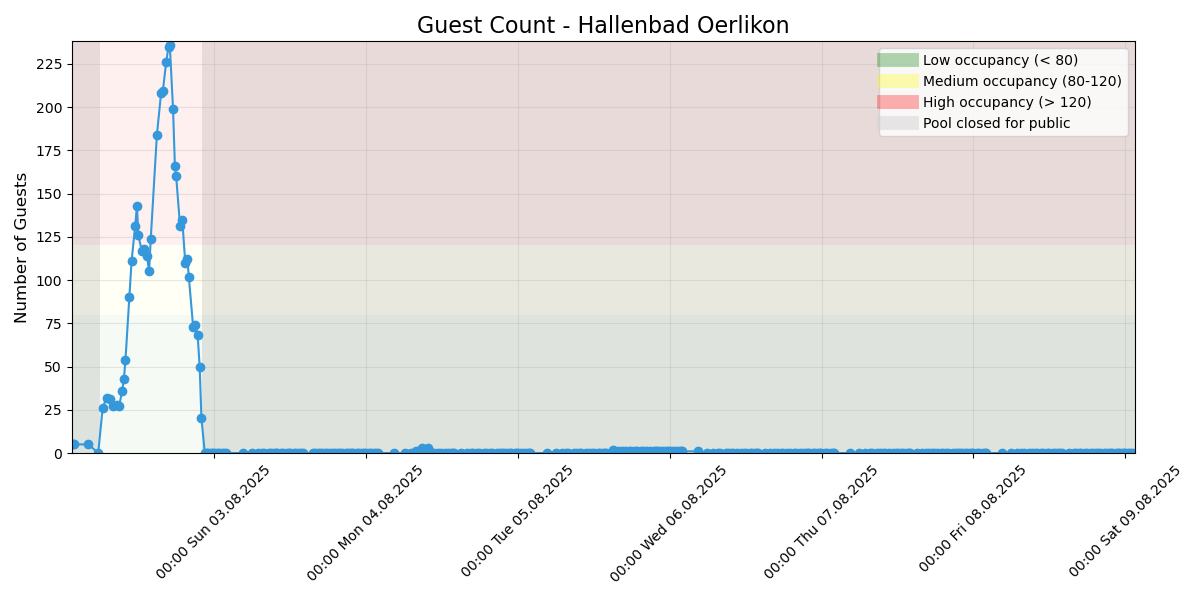 Guest Count - Hallenbad Oerlikon
Number of Guests
225
200
175
150
125
100
75
50
25
0
Low occupancy (< 80)
Medium occupancy (80-120)
High occupancy (> 120)
Pool closed for public
00:00 Sun 03.08.2025
00:00 Mon 04.08.2025
00:00 Tue 05.08.2025
00:00 Wed 06.08.2025
00:00 Thu 07.08.2025
00:00 Fri 08.08.2025
00:00 Sat 09.08.2025